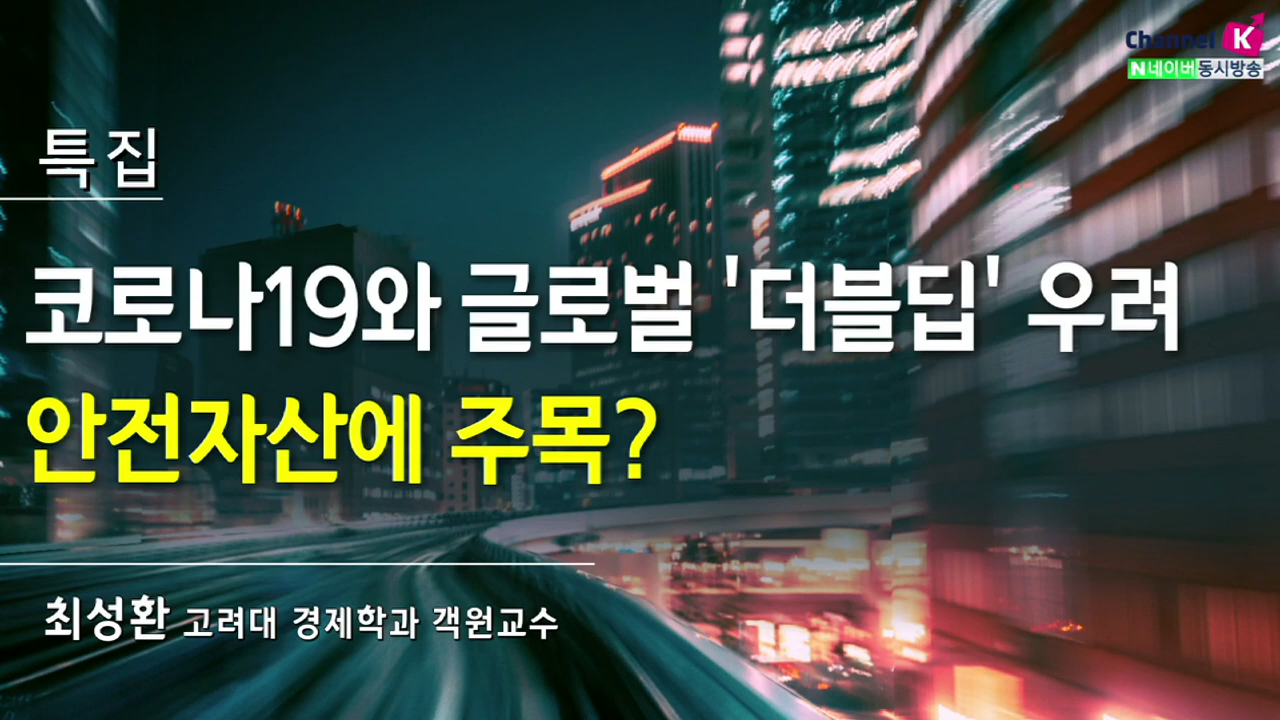 Channel K
N 네이버 동시방송
특집
코로나19와 글로벌 '더블딥' 우려
안전자산에 주목?
최성환 고려대 경제학과 객원교수